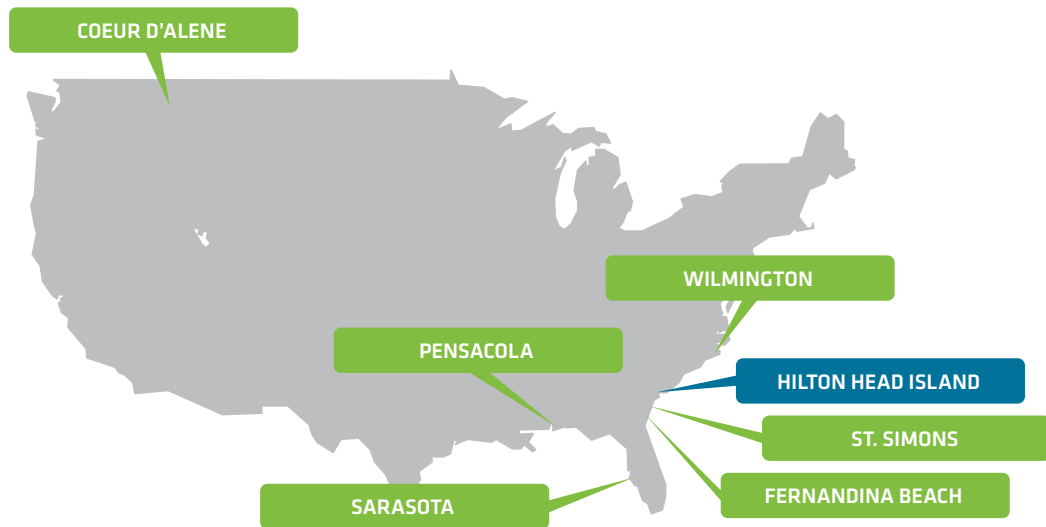 COEUR D’ALENE
WILMINGTON
PENSACOLA
HILTON HEAD ISLAND
ST. SIMONS
FERNANDINA BEACH
SARASOTA